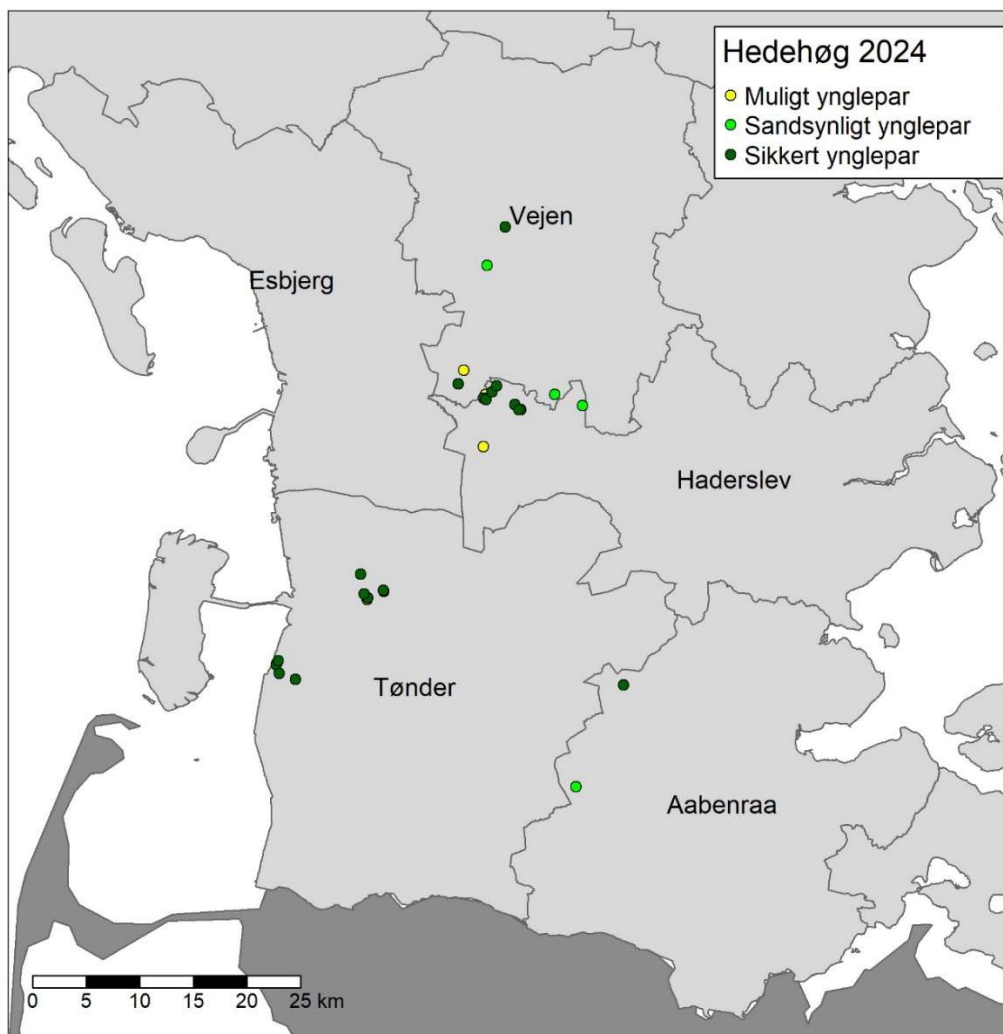 Hedehøg 2024
Muligt ynglepar
Sandsynligt ynglepar
Sikkert ynglepar
Vejen
Esbjerg
Haderslev
Tønder
Aabenraa
0 5 10 15 20 25 km